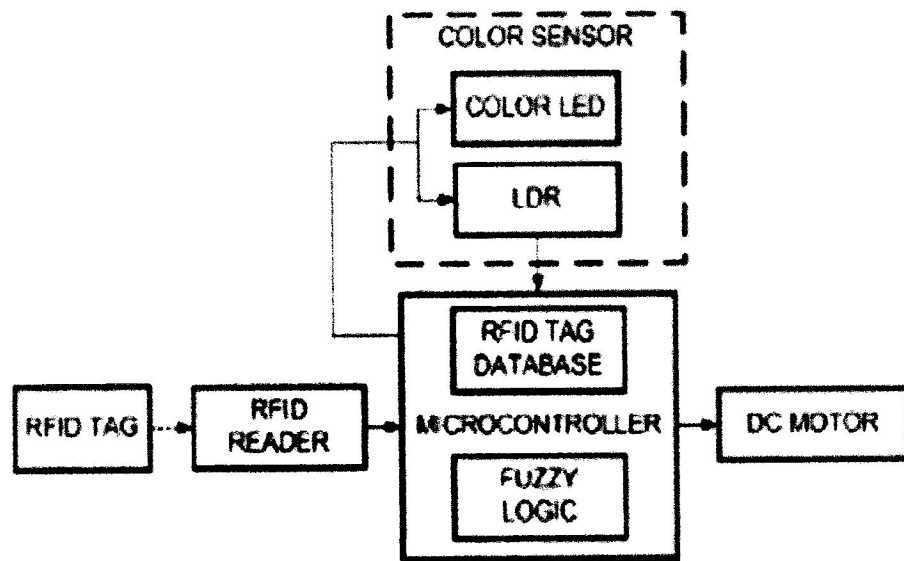 COLOR SENSOR
COLOR LED
LDR
RFID TAG
DATABASE
RFID TAG
RFID
READER
MICROCONTROLLER
DC MOTOR
FUZZY
LOGIC